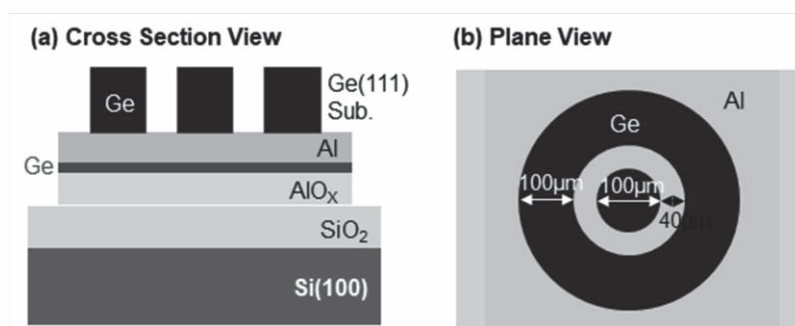 (a) Cross Section View
Ge
Ge(111)
Sub.
Al
Ge
AlOX
SiO2
Si(100)
(b) Plane View
Al
Ge
100μm
100μm
40μm